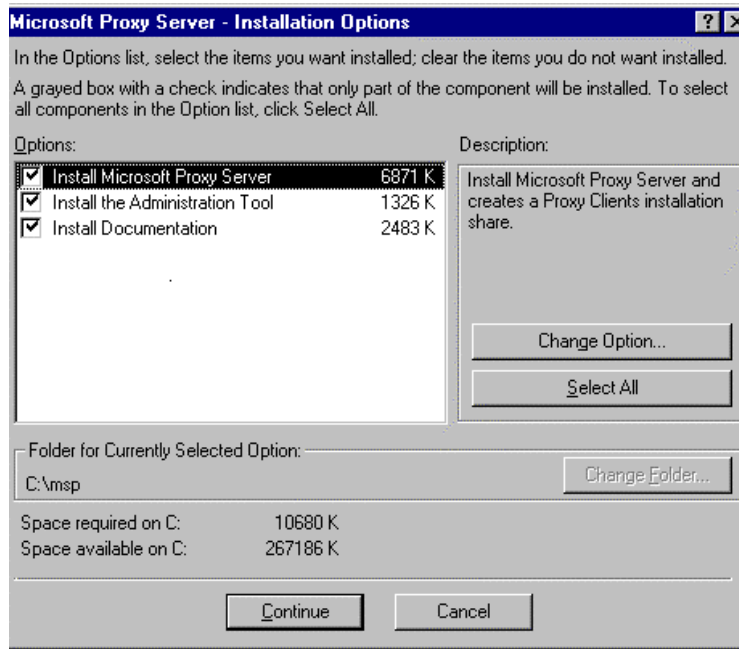 Microsoft Proxy Server - Installation Options
In the Options list, select the items you want installed; clear the items you do not want installed.
A grayed box with a check indicates that only part of the component will be installed. To select
all components in the Option list, click Select All.
Options:
Install Microsoft Proxy Server 6871 K
Install the Administration Tool 1326 K
Install Documentation 2483 K
Description:
Install Microsoft Proxy Server and
creates a Proxy Clients installation
share.
Change Option...
Select All
Folder for Currently Selected Option:
C:\msp
Change Folder...
Space required on C: 10680 K
Space available on C: 267186 K
Continue
Cancel